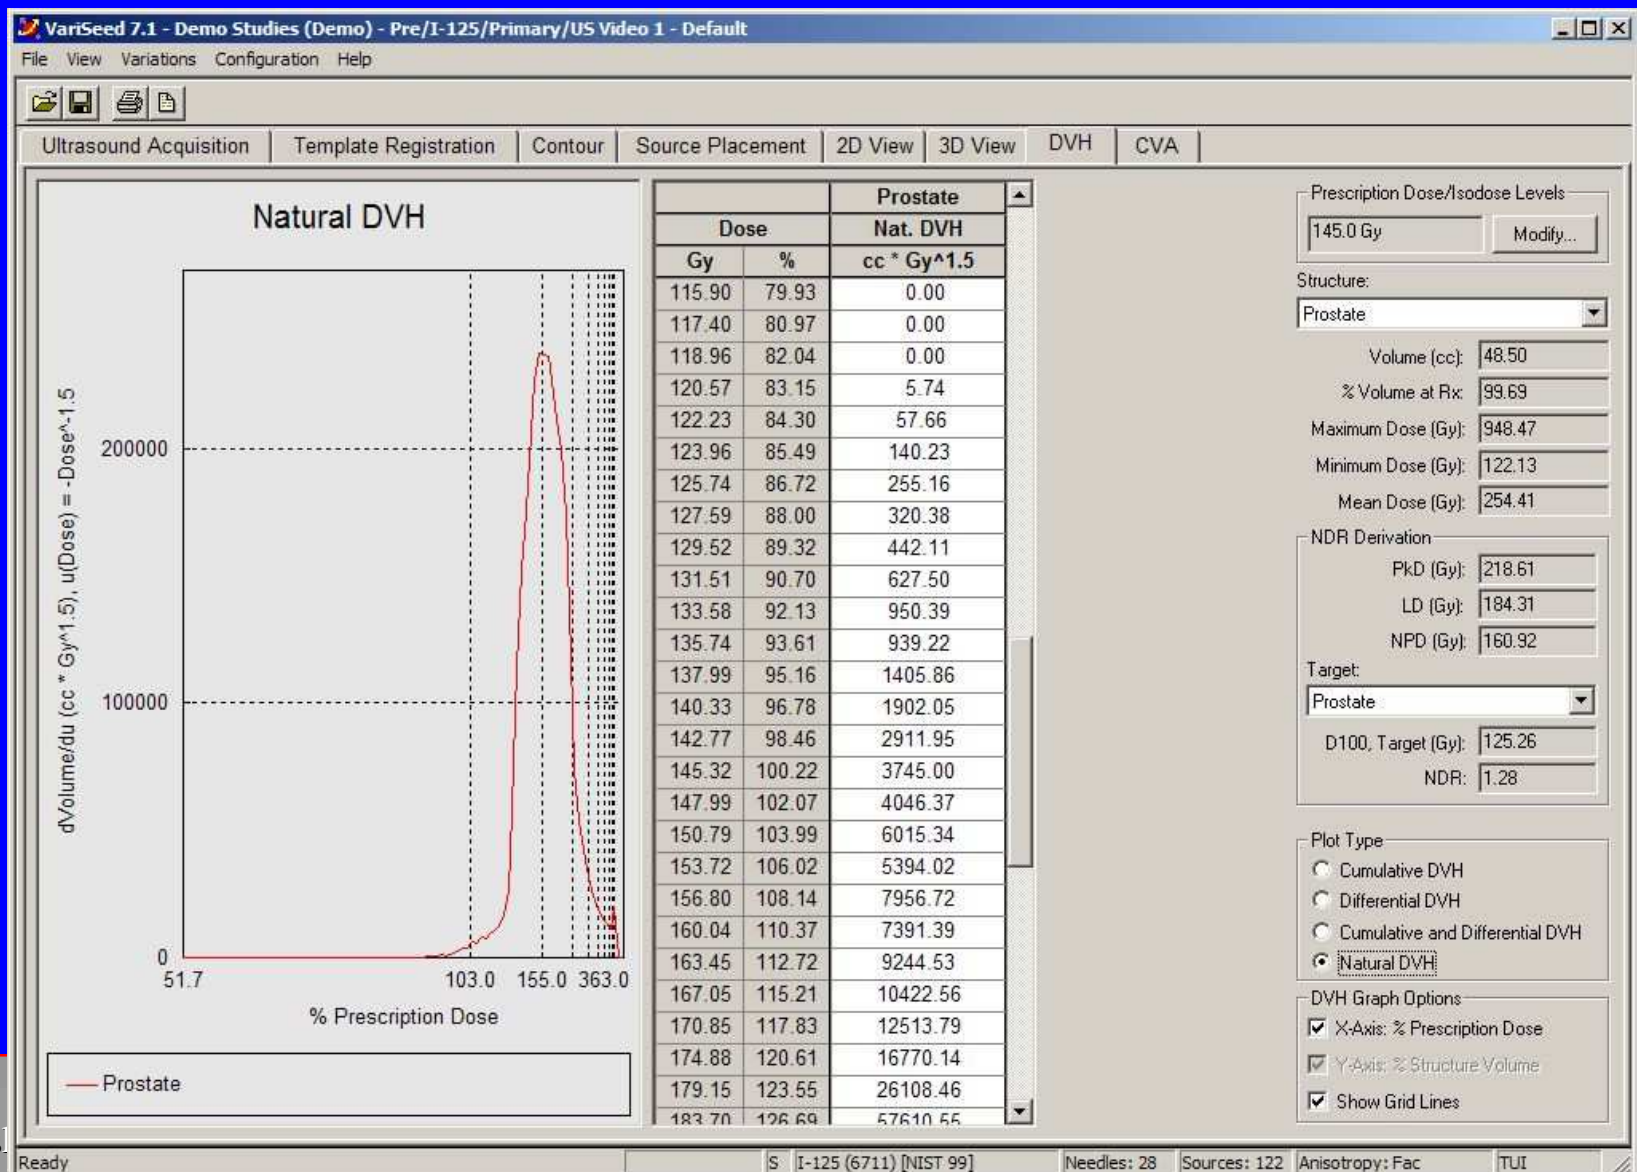 VariSeed 7.1 - Demo Studies (Demo) - Pre/I-125/Primary/US Video 1 - Default
File View Variations Configuration Help
Ultrasound Acquisition Template Registration Contour Source Placement 2D View 3D View DVH CVA
Natural DVH
dVolume/du (cc * Gy^1.5), u(Dose) = -Dose^-1.5
200000
100000
0
51.7 103.0 155.0 363.0
% Prescription Dose
Prostate
Prostate
Dose Nat. DVH
Gy % cc * Gy^1.5
115.90 79.93 0.00
117.40 80.97 0.00
118.96 82.04 0.00
120.57 83.15 5.74
122.23 84.30 57.66
123.96 85.49 140.23
125.74 86.72 255.16
127.59 88.00 320.38
129.52 89.32 442.11
131.51 90.70 627.50
133.58 92.13 950.39
135.74 93.61 939.22
137.99 95.16 1405.86
140.33 96.78 1902.05
142.77 98.46 2911.95
145.32 100.22 3745.00
147.99 102.07 4046.37
150.79 103.99 6015.34
153.72 106.02 5394.02
156.80 108.14 7956.72
160.04 110.37 7391.39
163.45 112.72 9244.53
167.05 115.21 10422.56
170.85 117.83 12513.79
174.88 120.61 16770.14
179.15 123.55 26108.46
183.70 126.69 57610.55
Prescription Dose/Isodose Levels
145.0 Gy Modify...
Structure:
Prostate
Volume (cc): 48.50
% Volume at Rx: 99.69
Maximum Dose (Gy): 948.47
Minimum Dose (Gy): 122.13
Mean Dose (Gy): 254.41
NDR Derivation
PkD (Gy): 218.61
LD (Gy): 184.31
NPD (Gy): 160.92
Target:
Prostate
D100, Target (Gy): 125.26
NDR: 1.28
Plot Type
Cumulative DVH
Differential DVH
Cumulative and Differential DVH
Natural DVH
DVH Graph Options
X-Axis: % Prescription Dose
Y-Axis: % Structure Volume
Show Grid Lines
Ready S I-125 (6711) [NIST 99] Needles: 28 Sources: 122 Anisotropy: Fac TUI